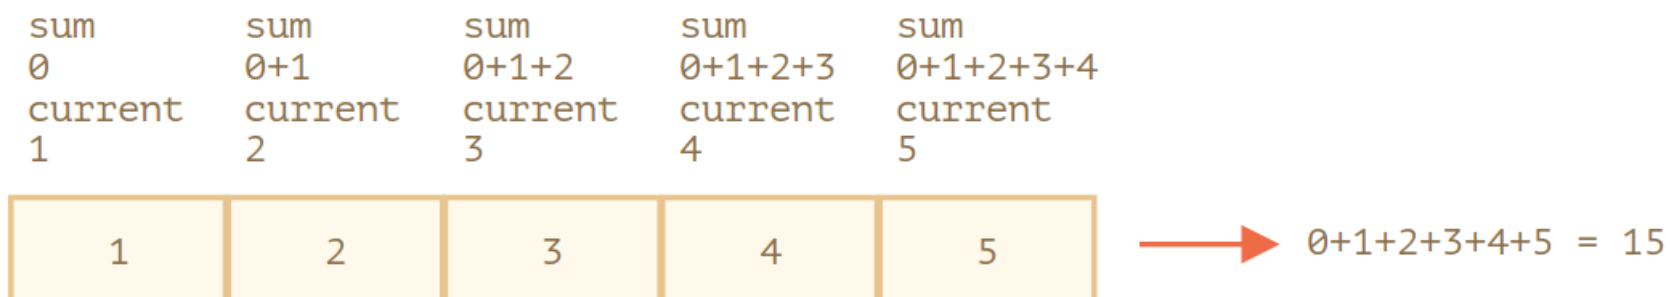 sum sum sum sum sum
0 0+1 0+1+2 0+1+2+3 0+1+2+3+4
current current current current current
1 2 3 4 5
1 2 3 4 5 0+1+2+3+4+5 = 15